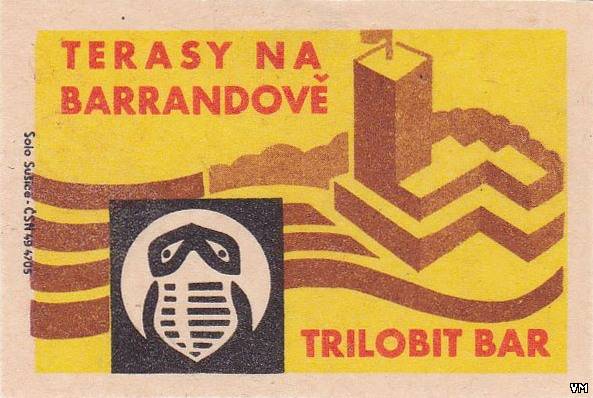 TERASY NA
BARRANDOVĚ
Solo Sušice - ČSN 49 4705
TRILOBIT BAR
VM